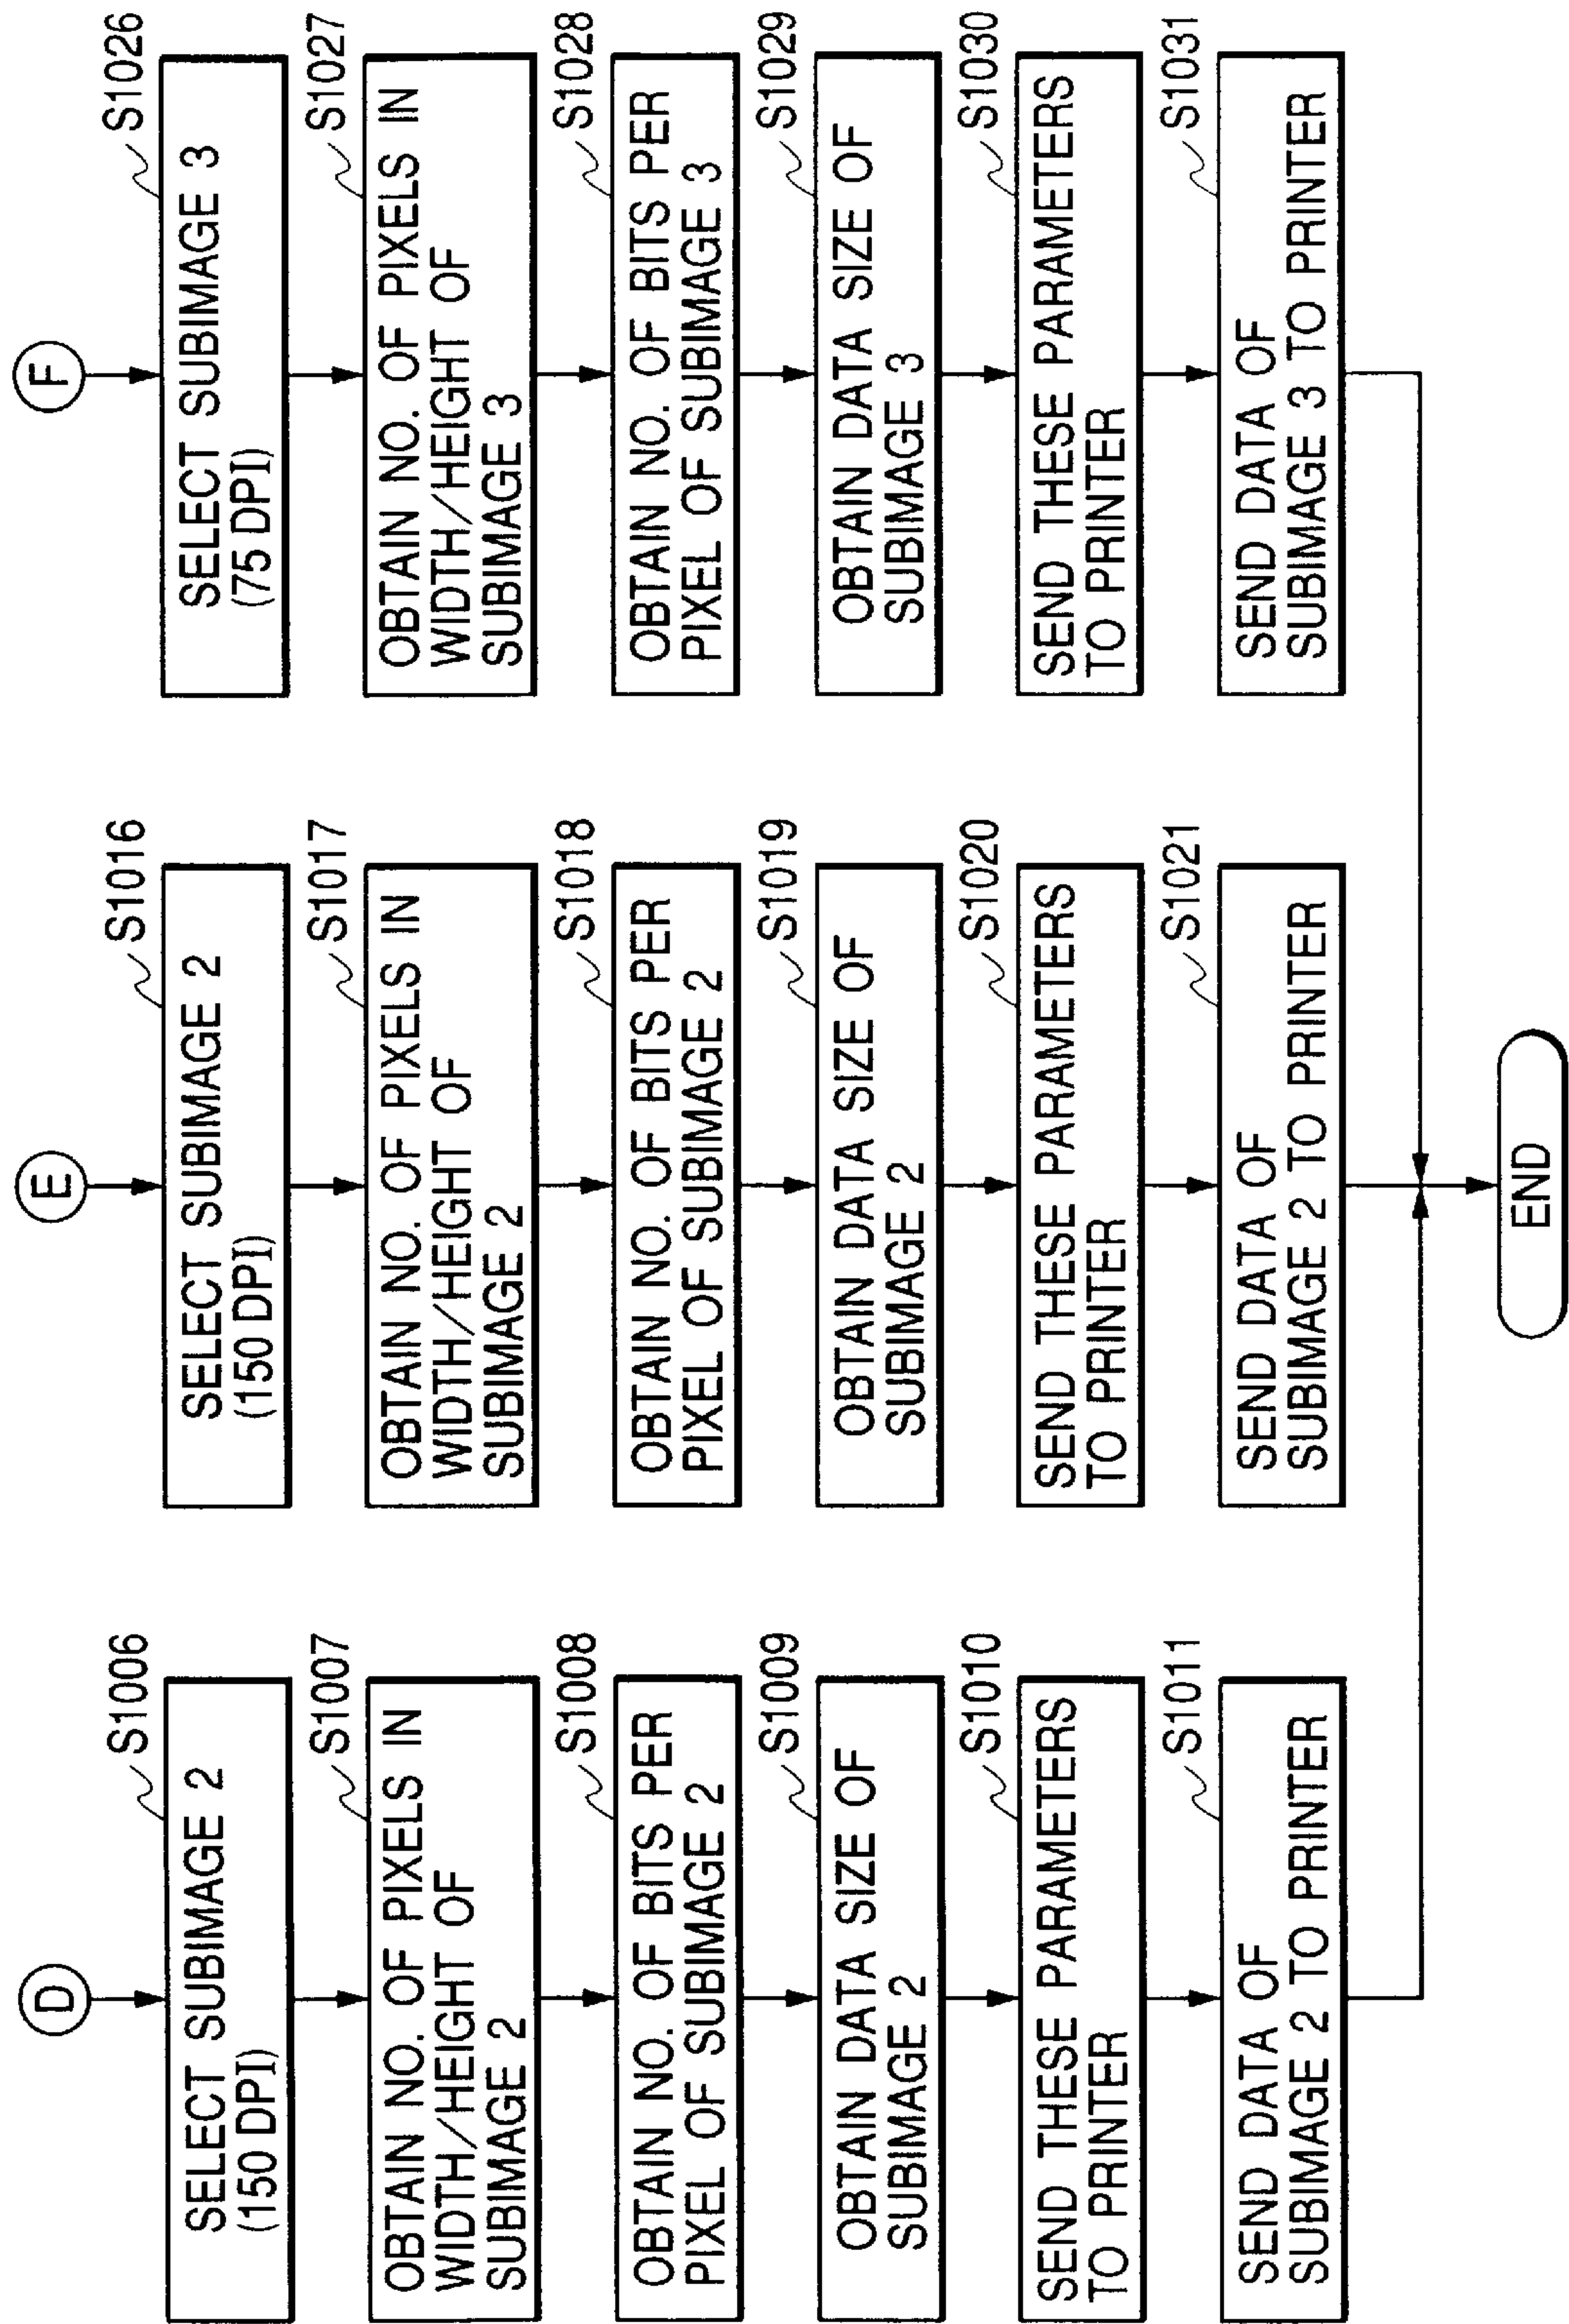 D
S1006
SELECT SUBIMAGE 2
(150 DPI)
S1007
OBTAIN NO. OF PIXELS IN
WIDTH/HEIGHT OF
SUBIMAGE 2
S1008
OBTAIN NO. OF BITS PER
PIXEL OF SUBIMAGE 2
S1009
OBTAIN DATA SIZE OF
SUBIMAGE 2
S1010
SEND THESE PARAMETERS
TO PRINTER
S1011
SEND DATA OF
SUBIMAGE 2 TO PRINTER
E
S1016
SELECT SUBIMAGE 2
(150 DPI)
S1017
OBTAIN NO. OF PIXELS IN
WIDTH/HEIGHT OF
SUBIMAGE 2
S1018
OBTAIN NO. OF BITS PER
PIXEL OF SUBIMAGE 2
S1019
OBTAIN DATA SIZE OF
SUBIMAGE 2
S1020
SEND THESE PARAMETERS
TO PRINTER
S1021
SEND DATA OF
SUBIMAGE 2 TO PRINTER
F
S1026
SELECT SUBIMAGE 3
(75 DPI)
S1027
OBTAIN NO. OF PIXELS IN
WIDTH/HEIGHT OF
SUBIMAGE 3
S1028
OBTAIN NO. OF BITS PER
PIXEL OF SUBIMAGE 3
S1029
OBTAIN DATA SIZE OF
SUBIMAGE 3
S1030
SEND THESE PARAMETERS
TO PRINTER
S1031
SEND DATA OF
SUBIMAGE 3 TO PRINTER
END